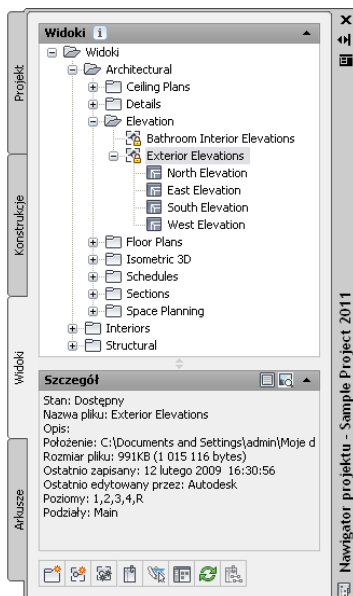 Widoki
Widoki
Architectural
Ceiling Plans
Details
Elevation
Bathroom Interior Elevations
Exterior Elevations
North Elevation
East Elevation
South Elevation
West Elevation
Floor Plans
Isometric 3D
Schedules
Sections
Space Planning
Interiors
Structural
Szczegół
Stan: Dostępny
Nazwa pliku: Exterior Elevations
Opis:
Położenie: C:\Documents and Settings\admin\Moje d
Rozmiar pliku: 991KB (1 015 116 bytes)
Ostatnio zapisany: 12 lutego 2009  16:30:56
Ostatnio edytowany przez: Autodesk
Poziomy: 1,2,3,4,R
Podziały: Main
Projekt
Konstrukcje
Widoki
Arkusze
Nawigator projektu - Sample Project 2011